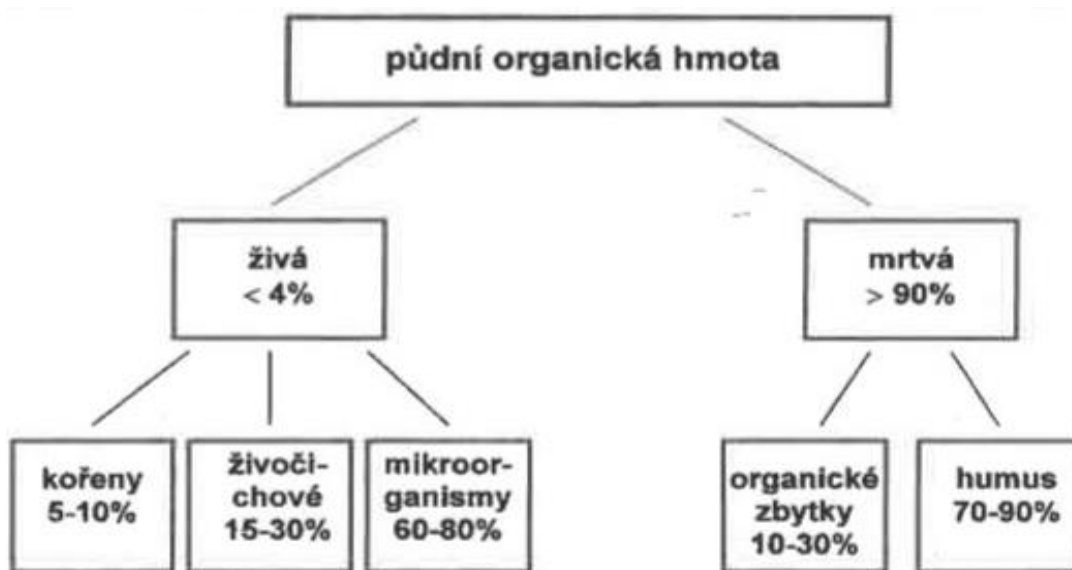 půdní organická hmota
živá
< 4%
mrtvá
> 90%
kořeny
5-10%
živoči-
chové
15-30%
mikroor-
ganismy
60-80%
organické
zbytky
10-30%
humus
70-90%